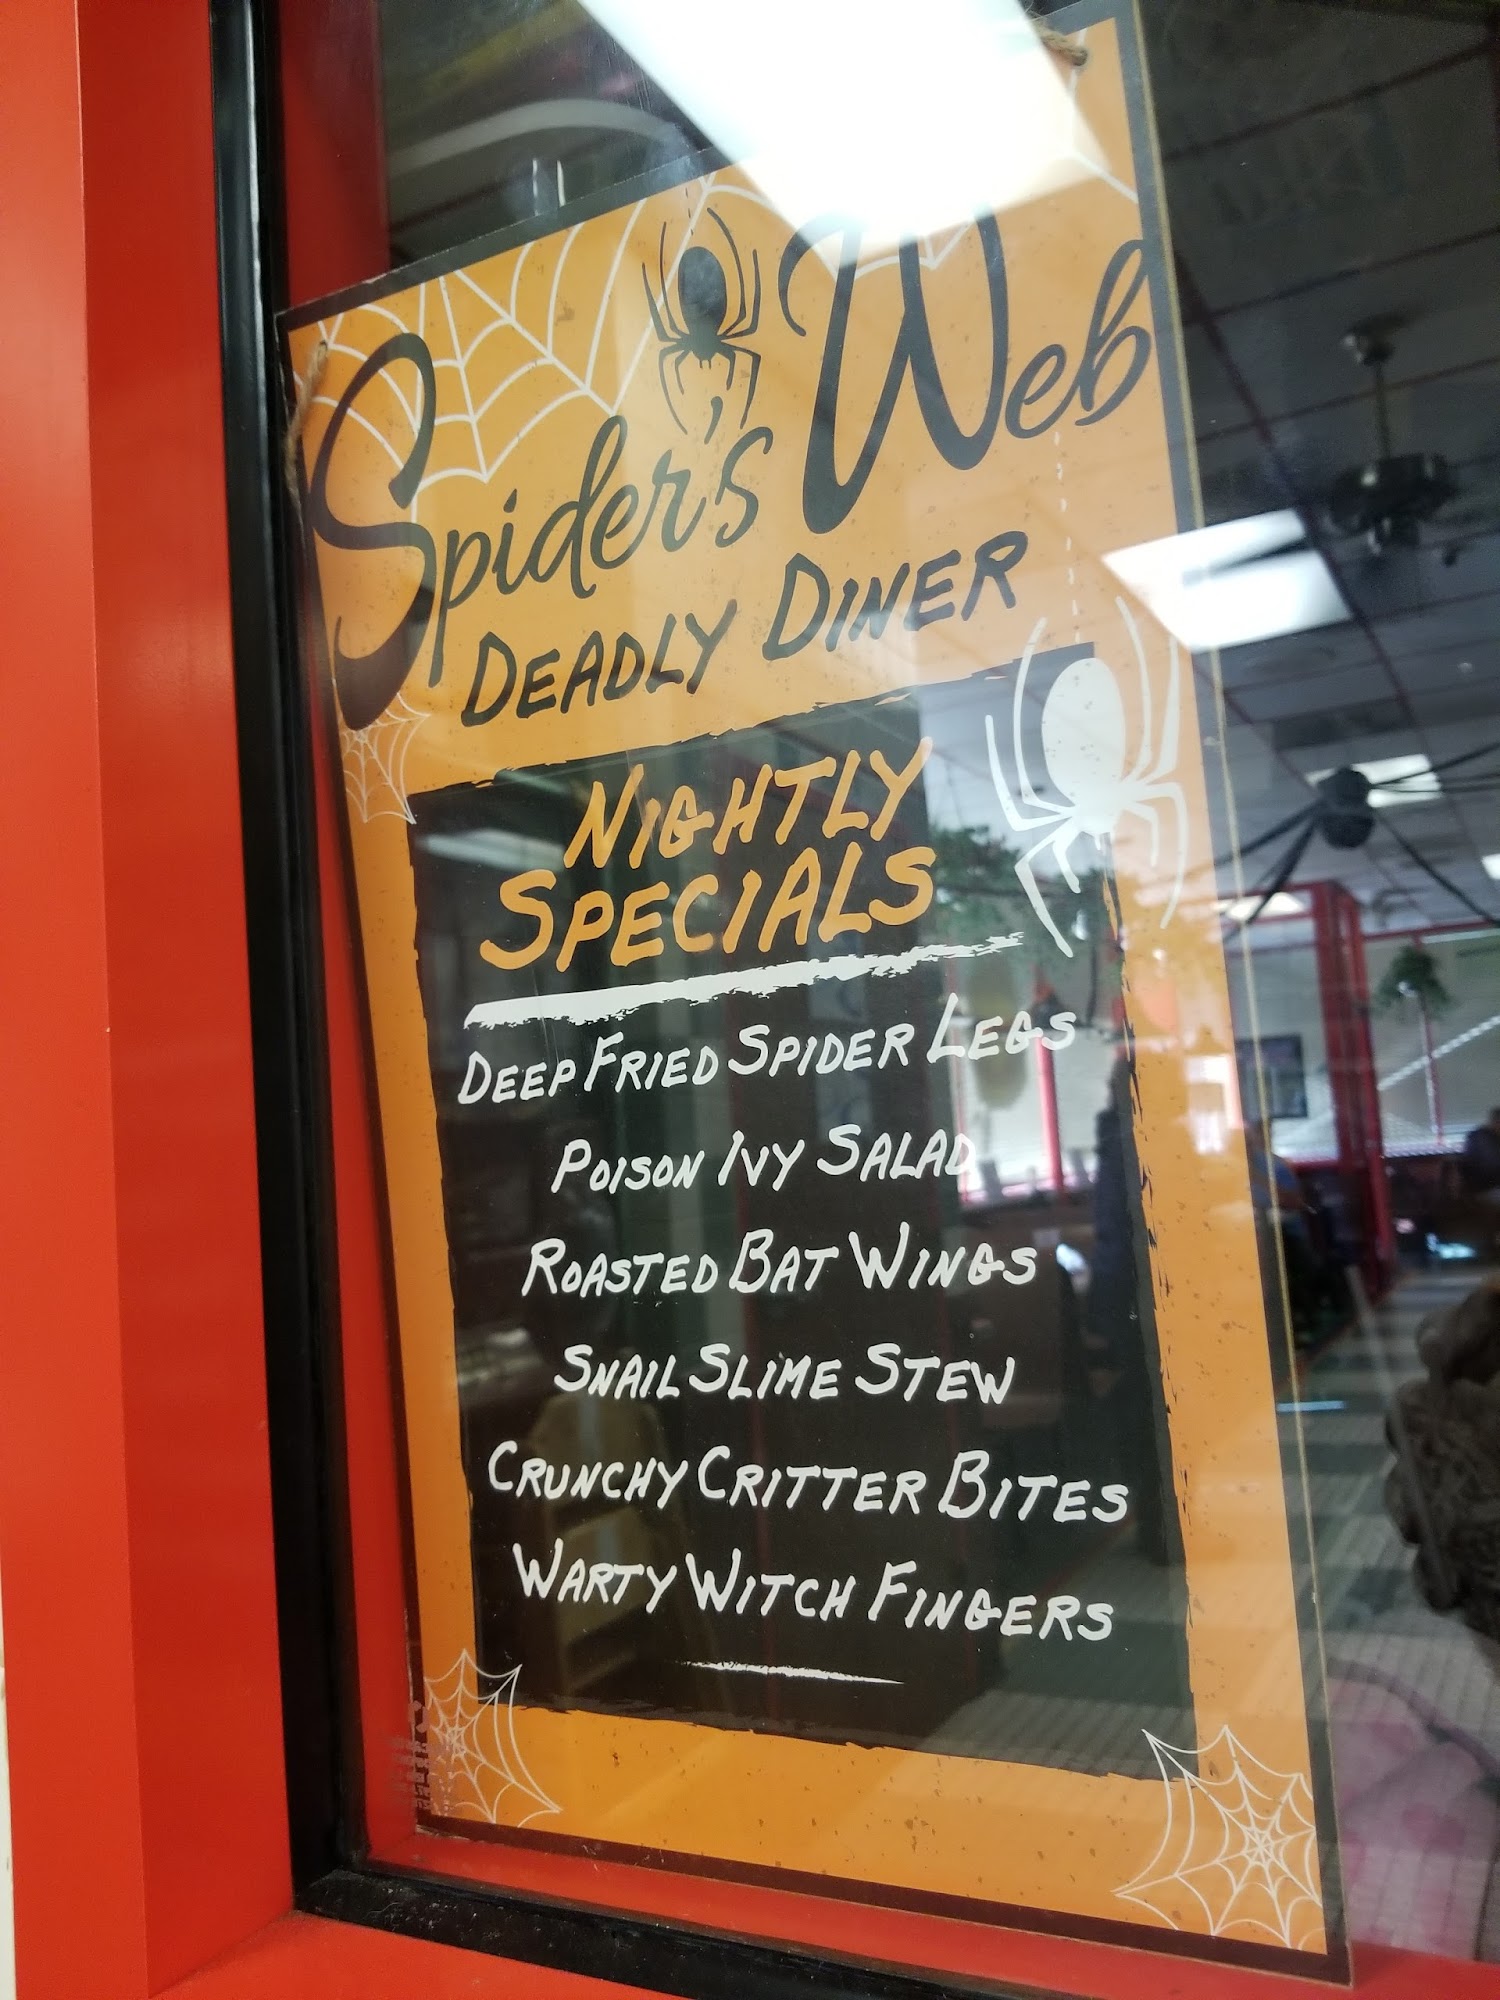 Spider's Web
DEADLY DINER
NIGHTLY
SPECIALS
DEEP FRIED SPIDER LEGS
POISON IVY SALAD
ROASTED BAT WINGS
SNAIL SLIME STEW
CRUNCHY CRITTER BITES
WARTY WITCH FINGERS